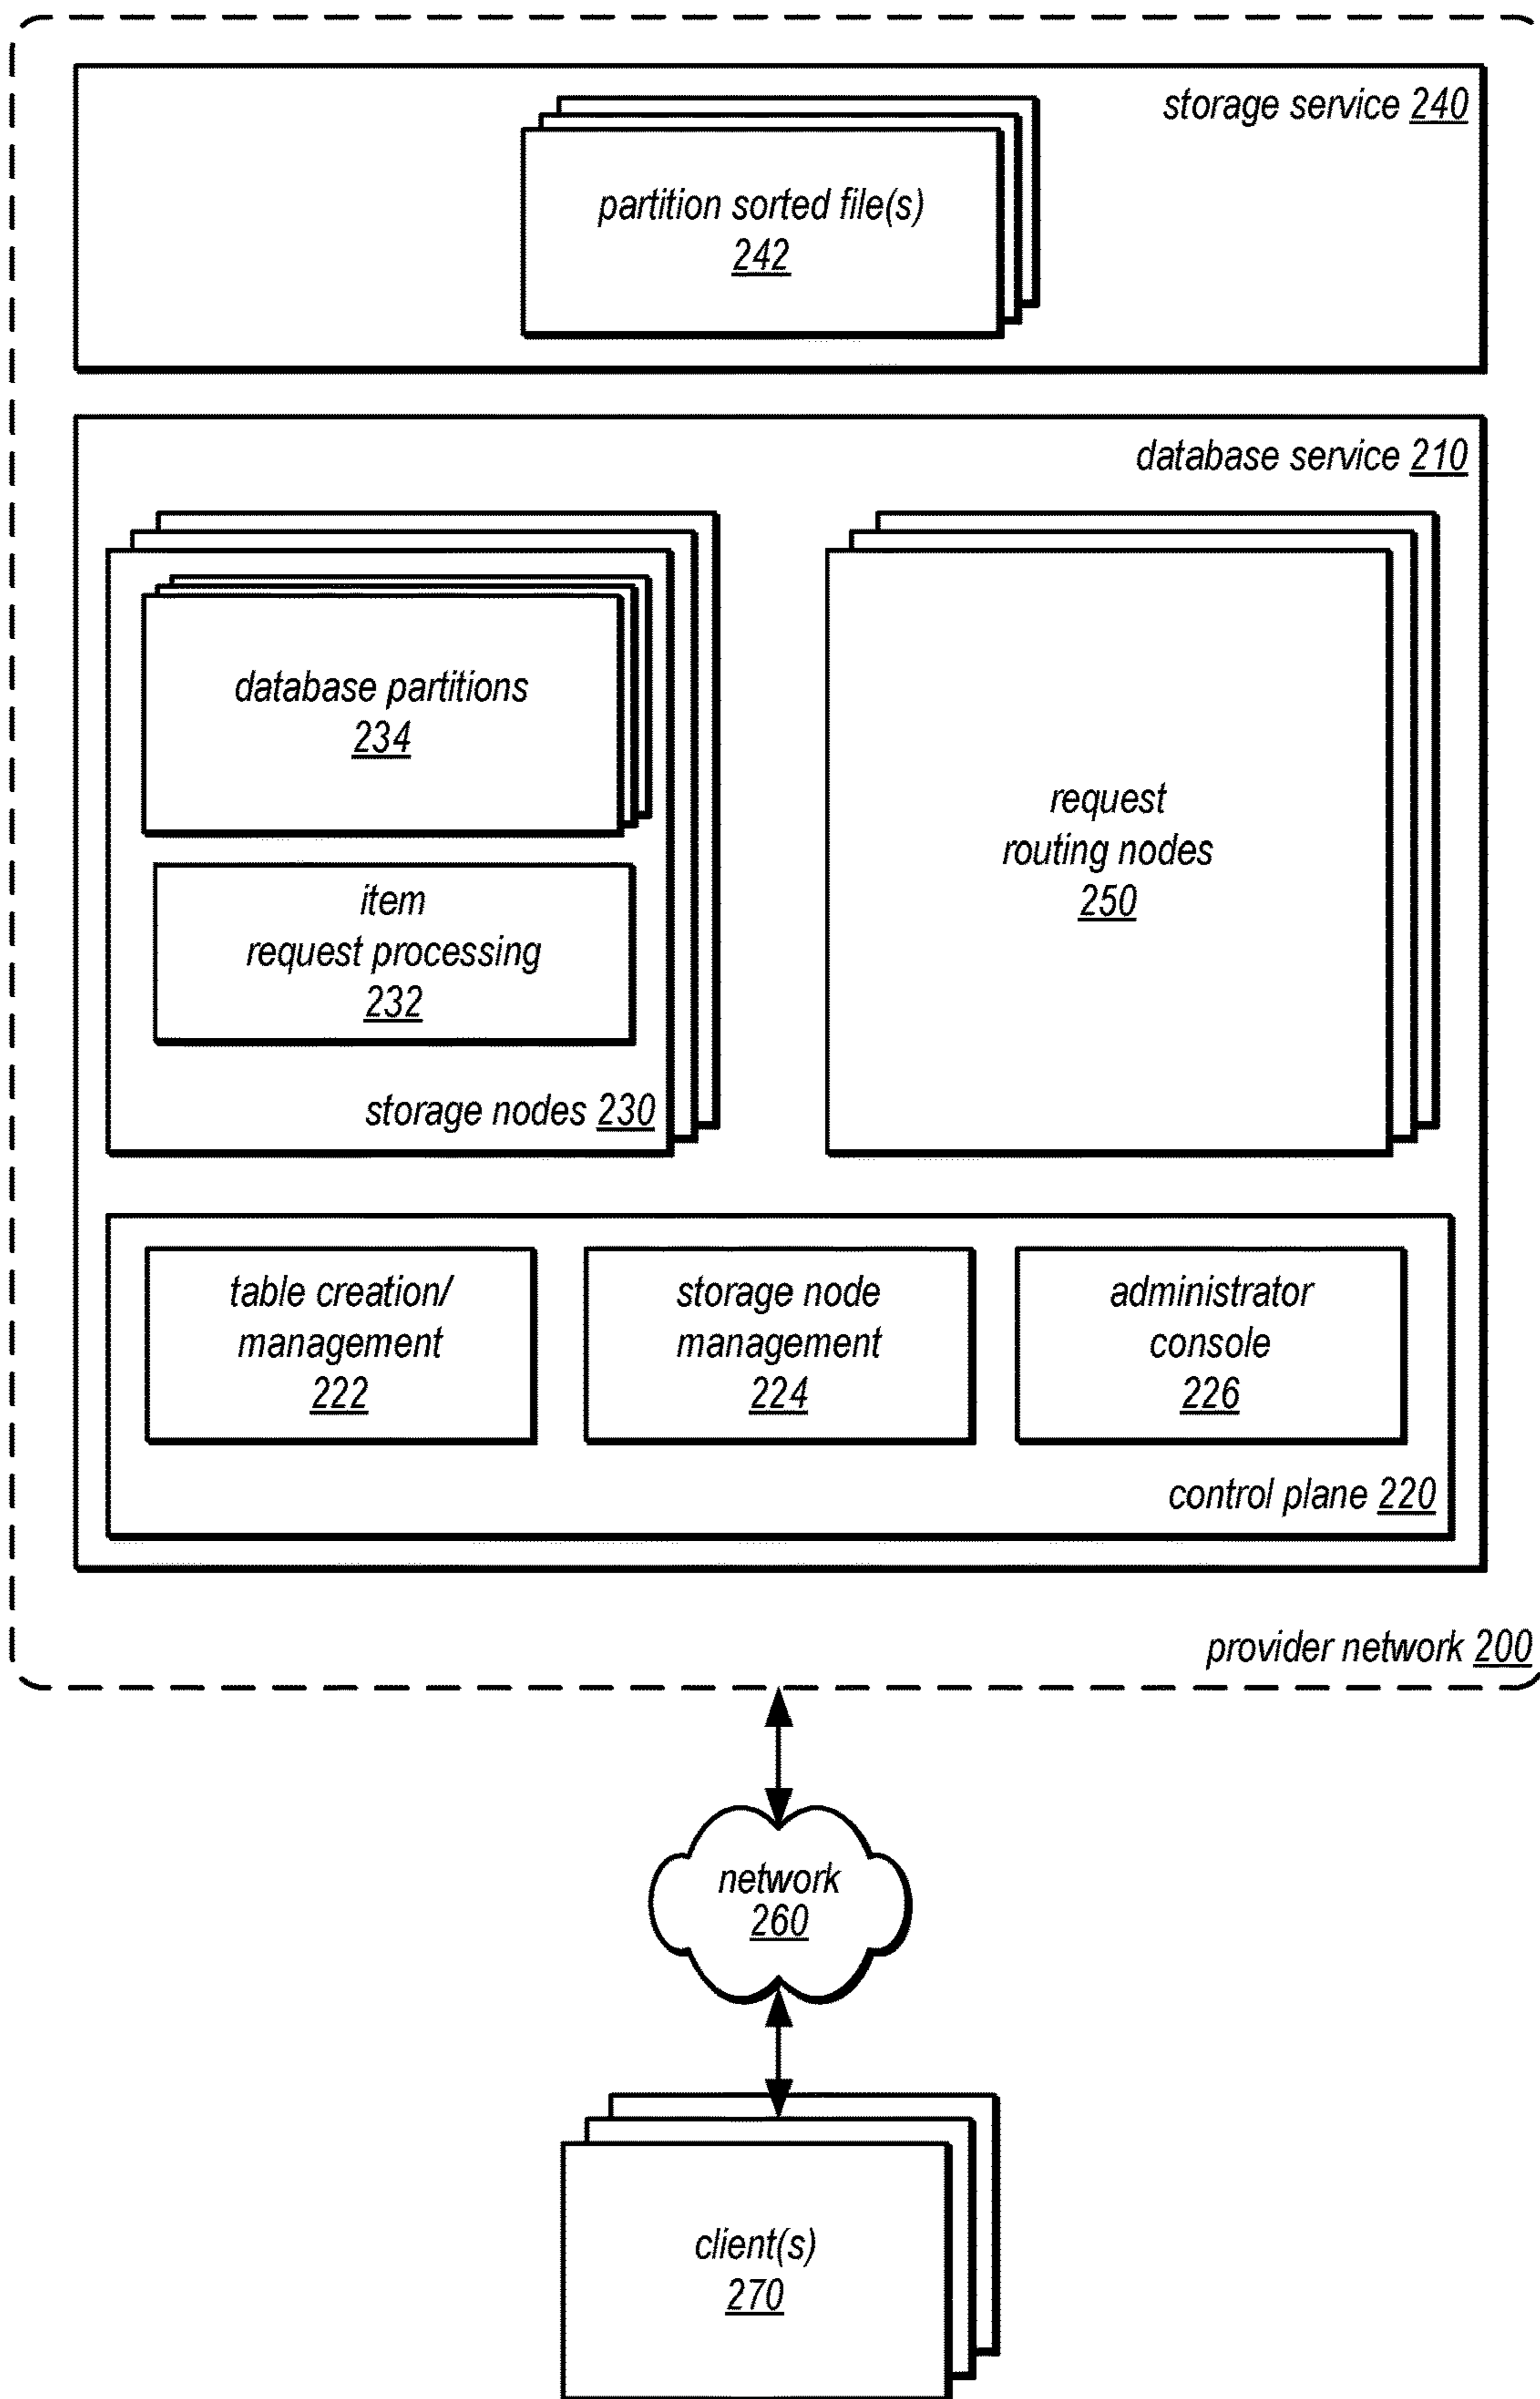 storage service 240
partition sorted file(s)
242
database service 210
database partitions
234
item
request processing
232
storage nodes 230
request
routing nodes
250
table creation/
management
222
storage node
management
224
administrator
console
226
control plane 220
provider network 200
network
260
client(s)
270